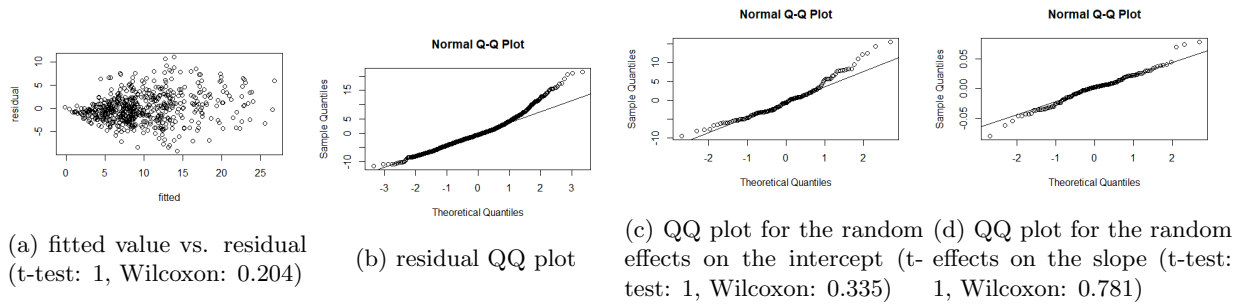 residual
10
5
0
-5
0
5
10
15
20
25
fitted
Normal Q-Q Plot
Sample Quantiles
15
5
0
-10
-3
-2
-1
0
1
2
3
Theoretical Quantiles
Normal Q-Q Plot
Sample Quantiles
10
5
0
-10
-2
-1
0
1
2
Theoretical Quantiles
Normal Q-Q Plot
Sample Quantiles
0.05
0.00
-0.05
-2
-1
0
1
2
Theoretical Quantiles
(a) fitted value vs. residual
(t-test: 1, Wilcoxon: 0.204)
(b) residual QQ plot
(c) QQ plot for the random
effects on the intercept (t-
test: 1, Wilcoxon: 0.335)
(d) QQ plot for the random
effects on the slope (t-test:
1, Wilcoxon: 0.781)